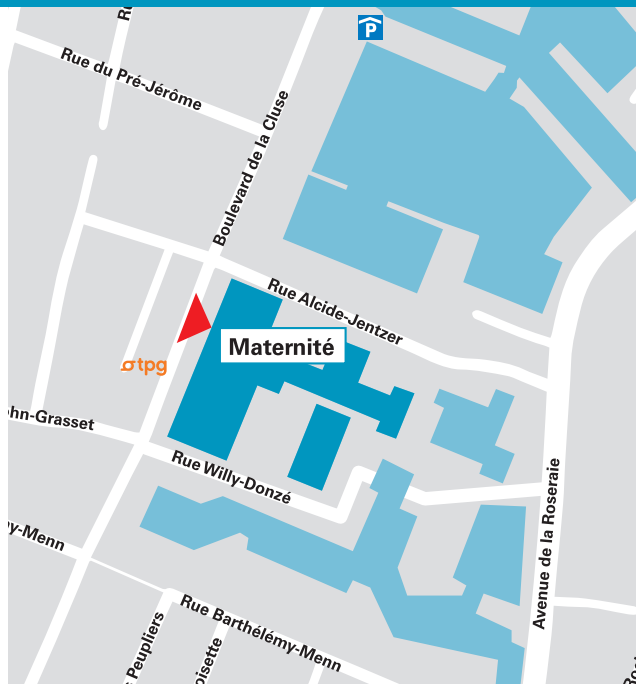 P
Rue du Pré-Jérôme
Boulevard de la Cluse
Rue Alcide-Jentzer
Maternité
tpg
hn-Grasset
Rue Willy-Donzé
y-Menn
Avenue de la Roseraie
Rue Barthélémy-Menn
Peupliers
oisette